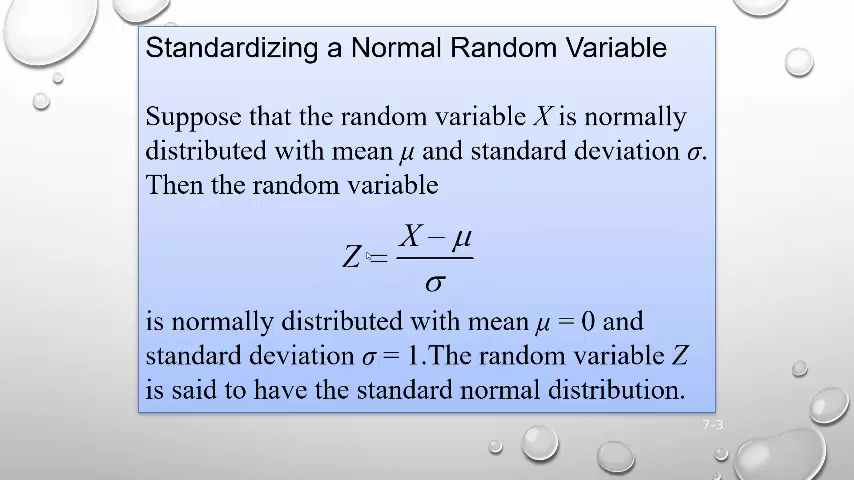 Standardizing a Normal Random Variable
Suppose that the random variable X is normally
distributed with mean μ and standard deviation σ.
Then the random variable
Z = (X − μ) / σ
is normally distributed with mean μ = 0 and
standard deviation σ = 1.The random variable Z
is said to have the standard normal distribution.
7-3